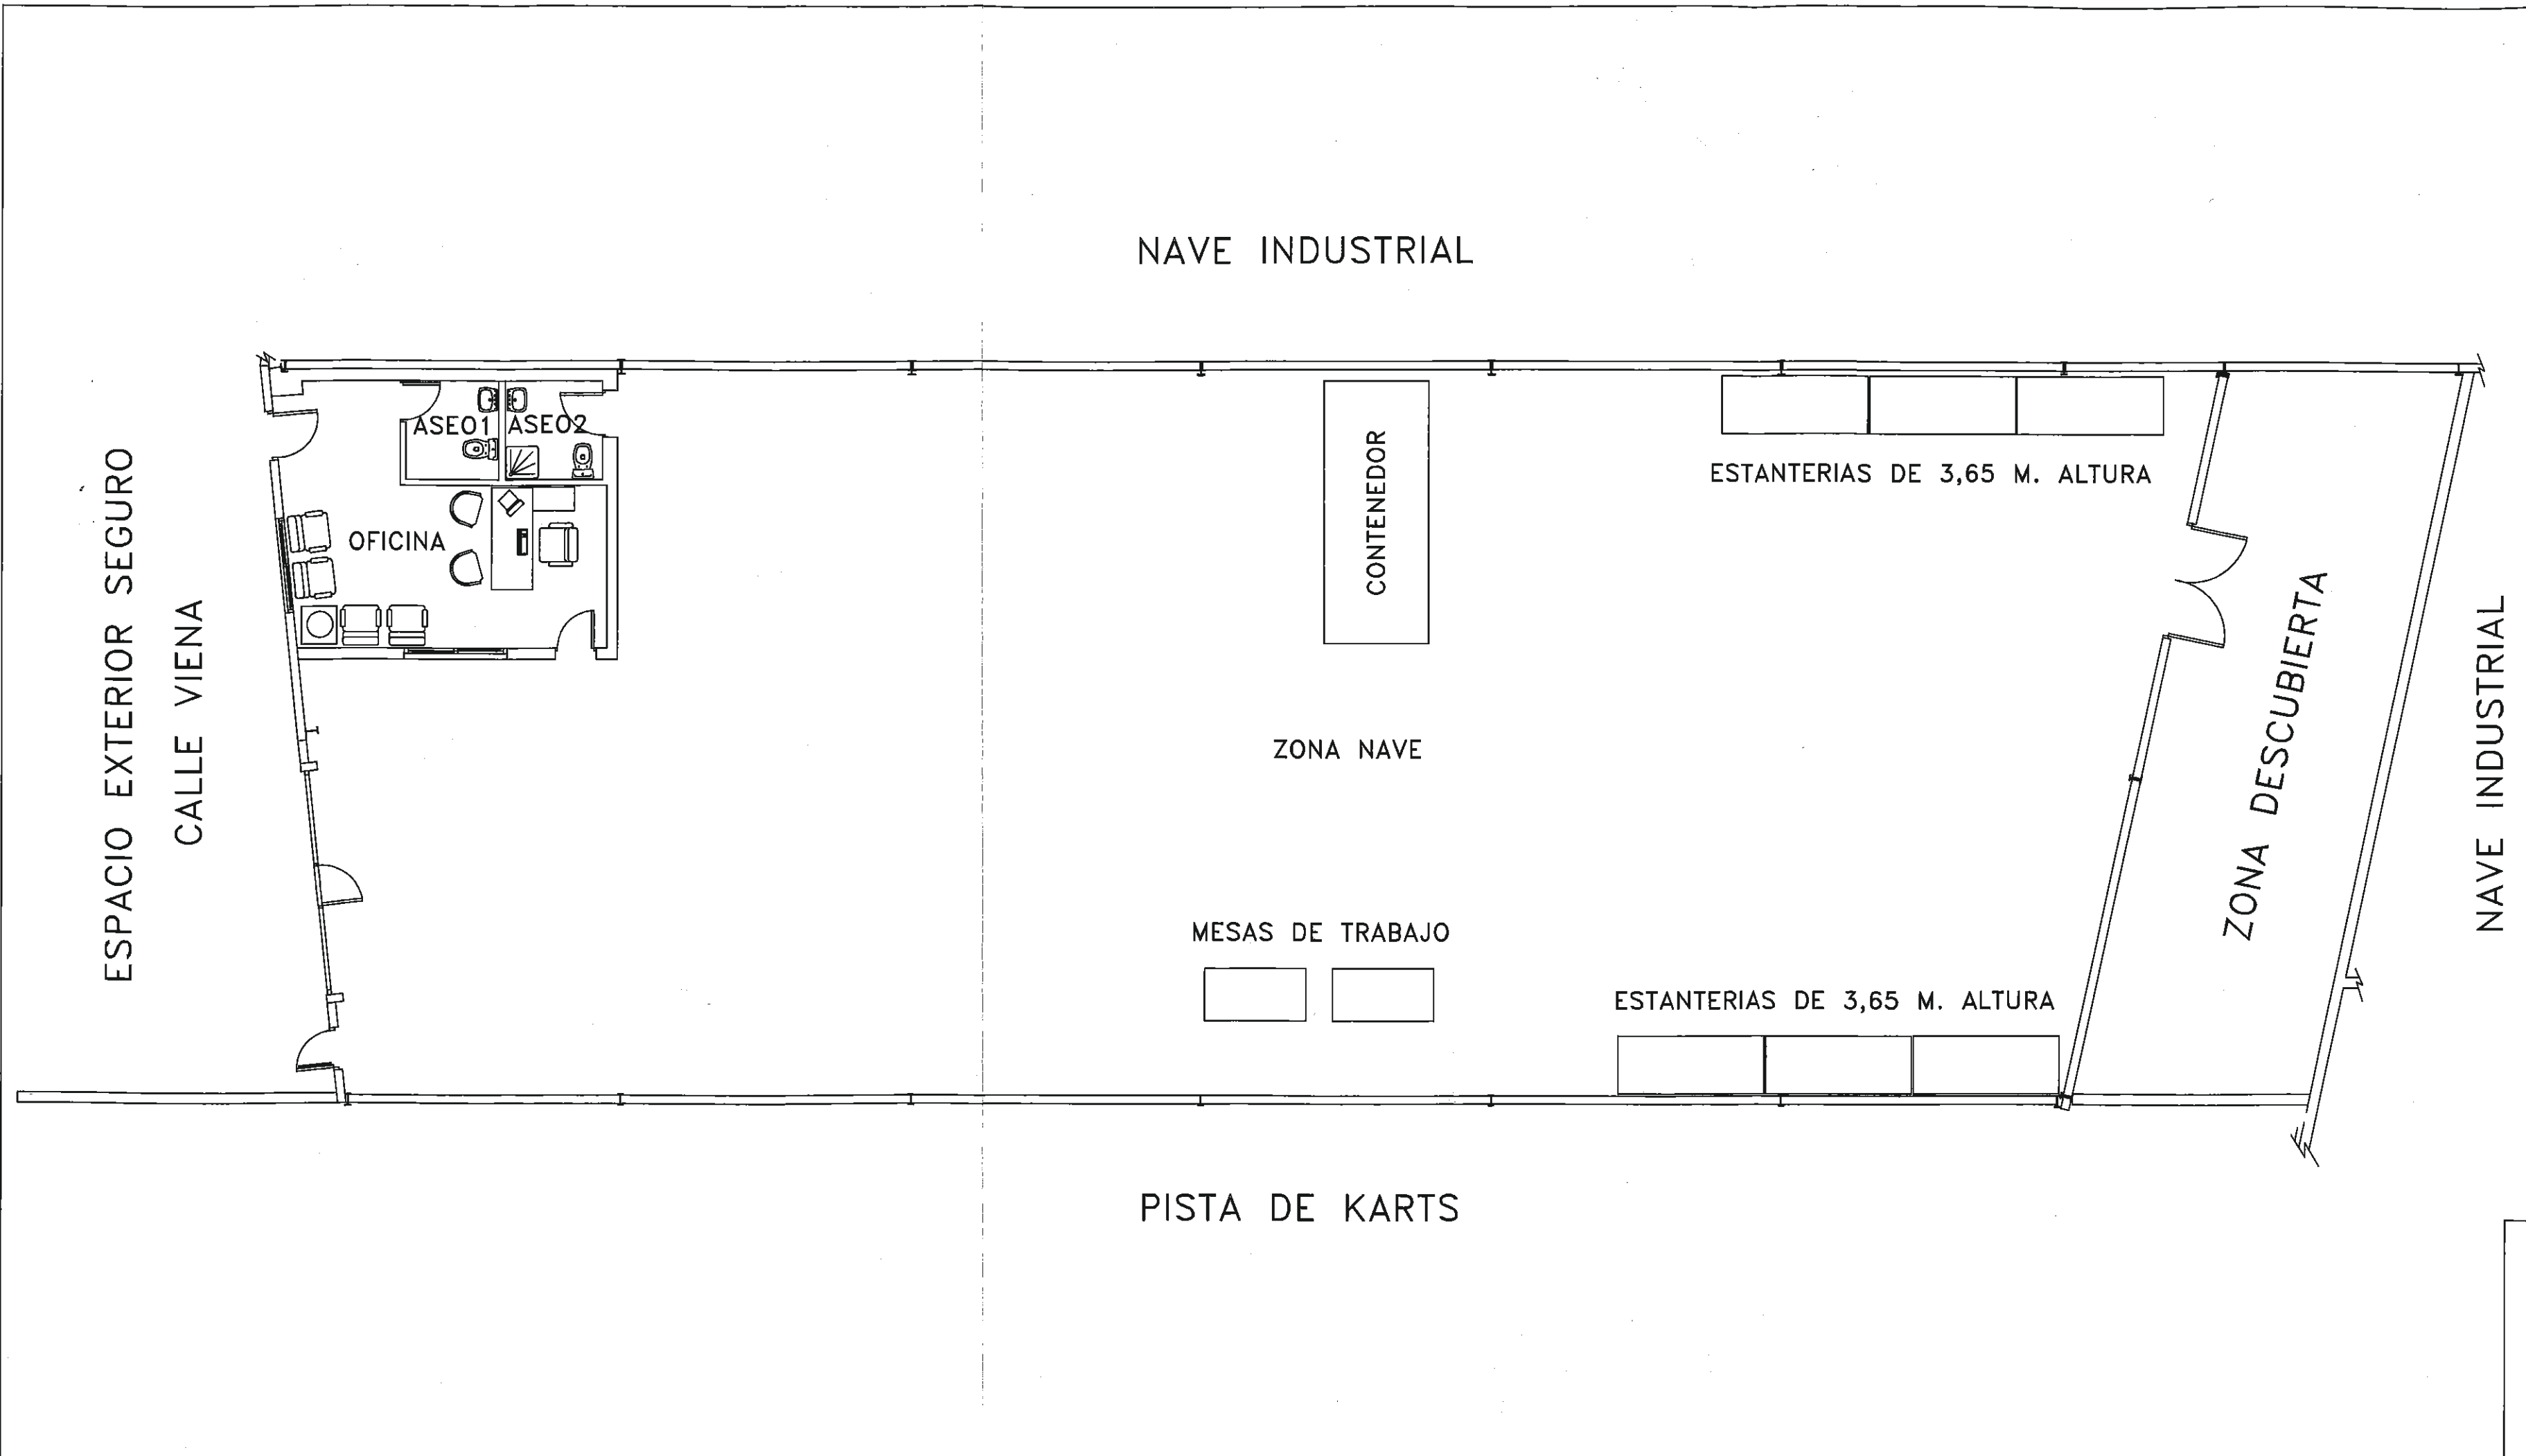 NAVE INDUSTRIAL
ESPACIO EXTERIOR SEGURO
CALLE VIENA
ASEO1
ASEO2
OFICINA
CONTENEDOR
ESTANTERIAS DE 3,65 M. ALTURA
ZONA NAVE
ZONA DESCUBIERTA
NAVE INDUSTRIAL
MESAS DE TRABAJO
ESTANTERIAS DE 3,65 M. ALTURA
PISTA DE KARTS